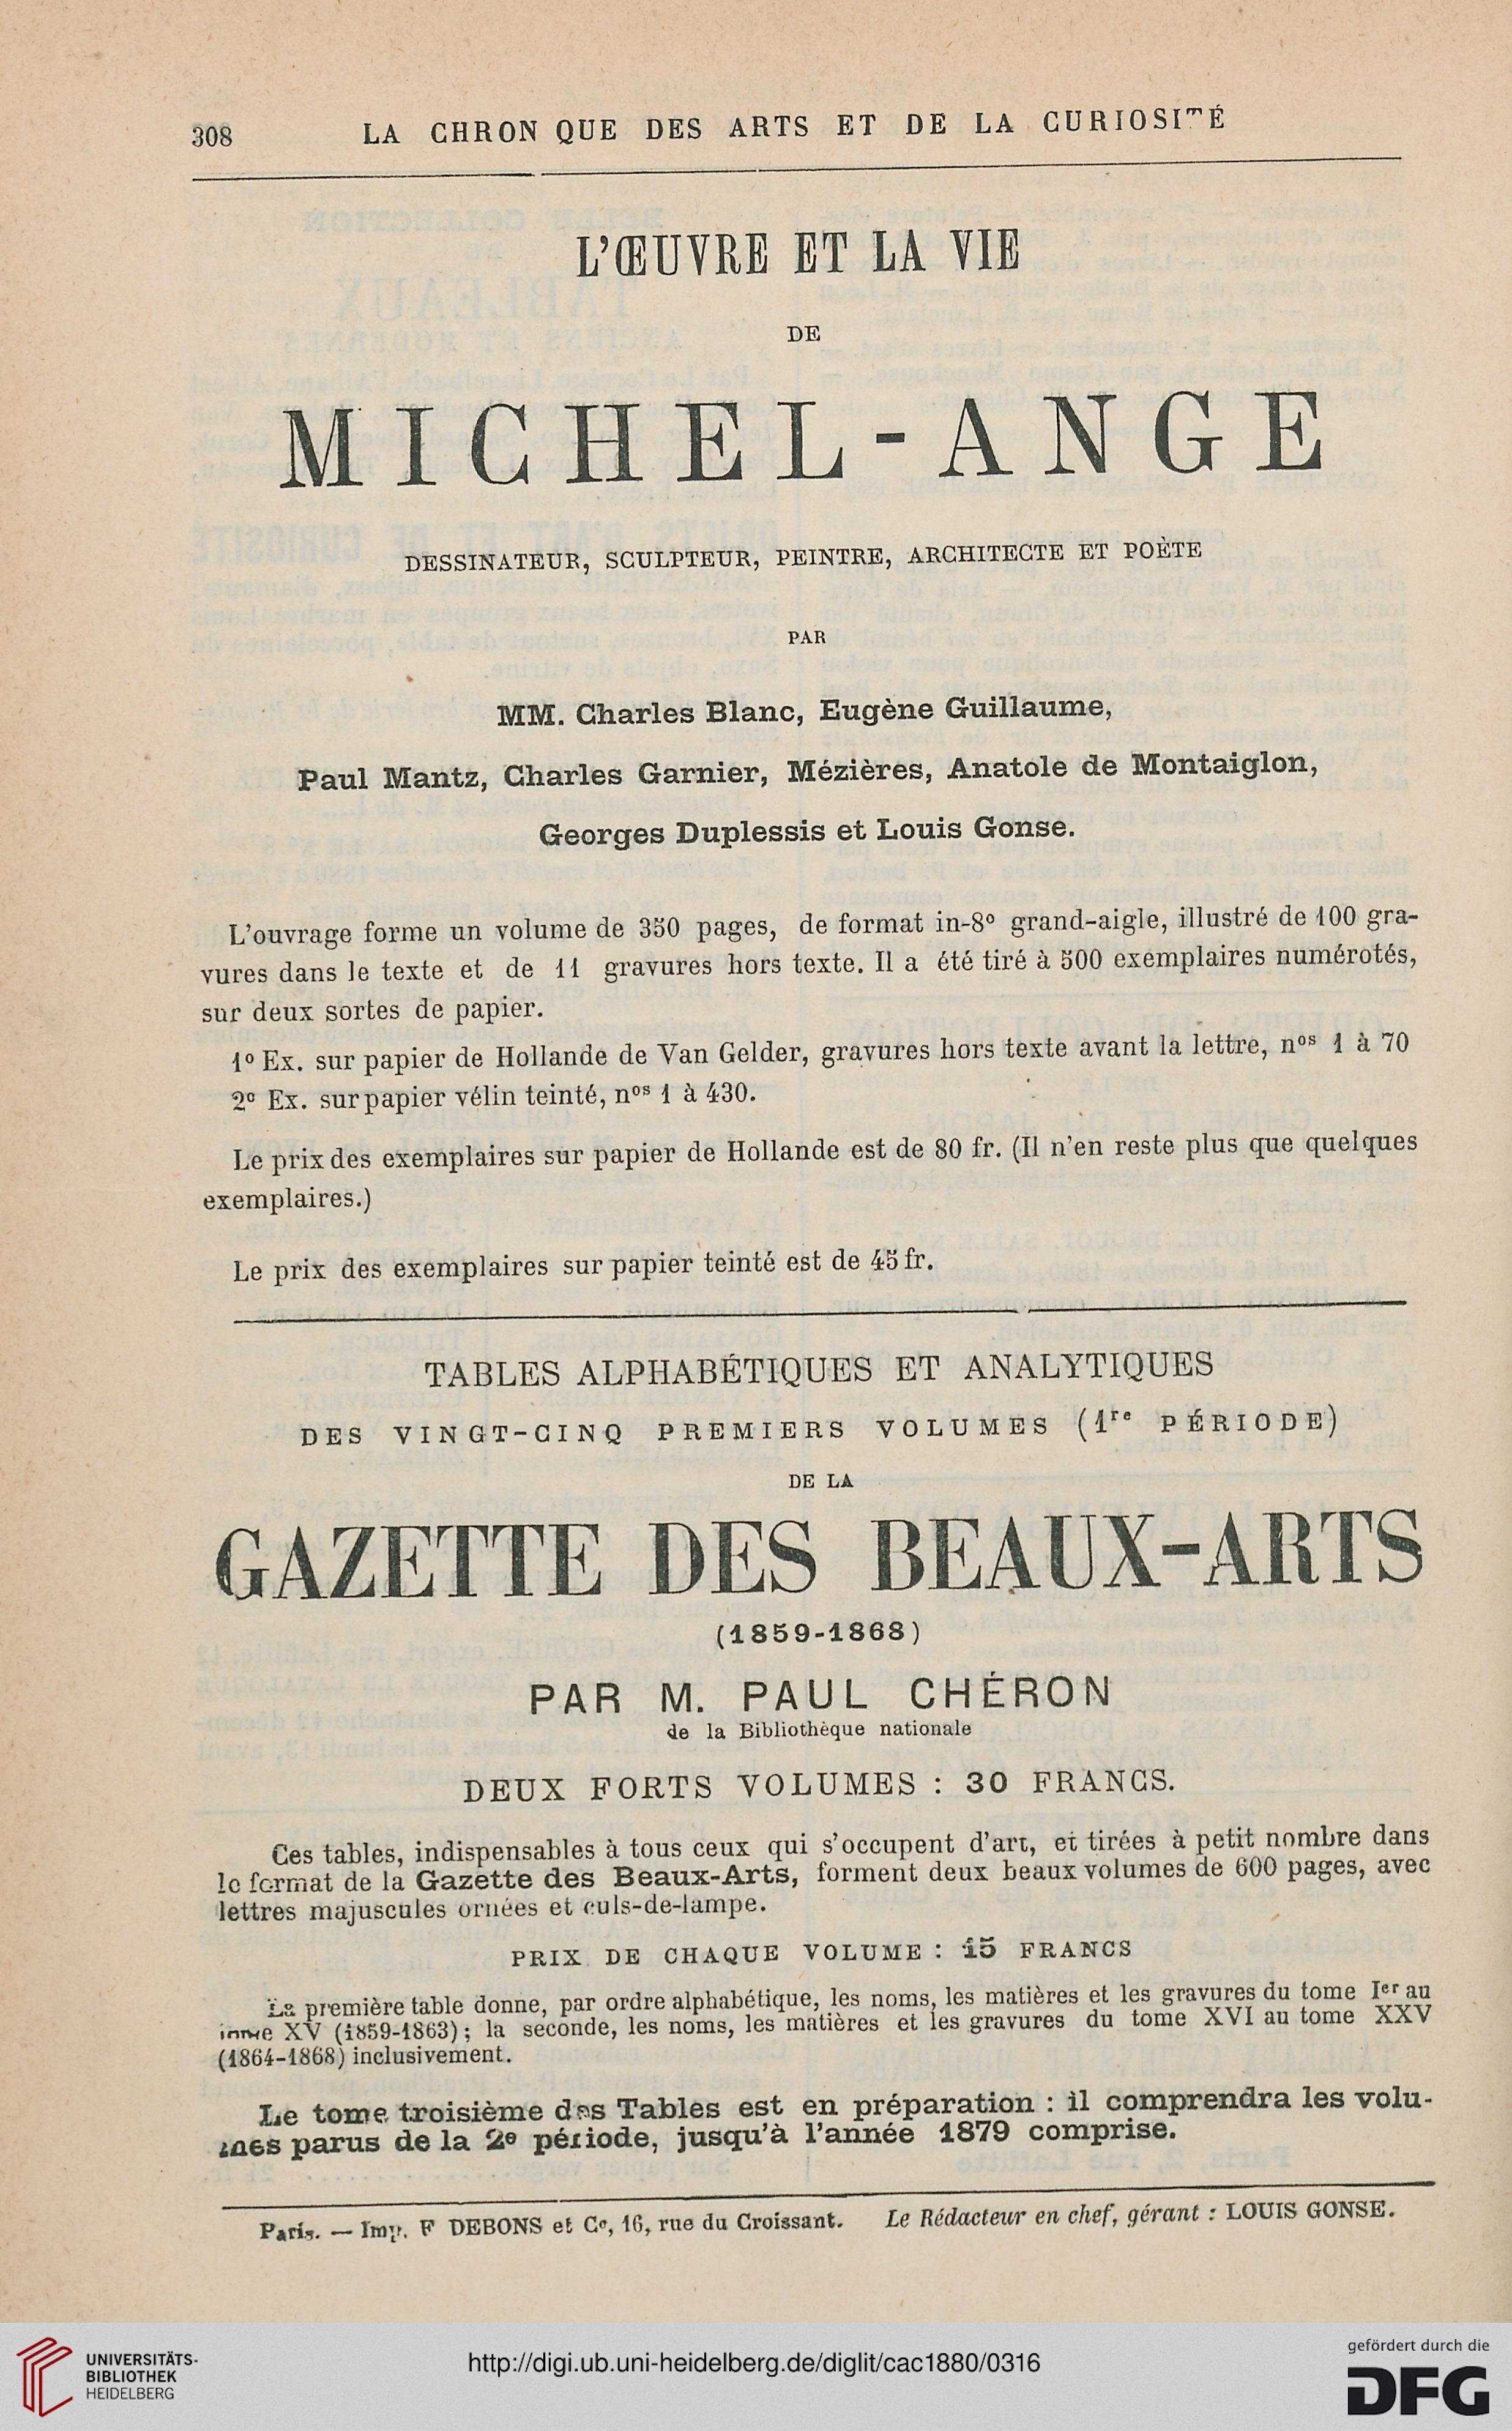 308 LA CHRON QUE DES ARTS ET DE LA CURIOSITÉ
L'ŒUVRE ET LA VIE
DE
MICHEL-ANGE
DESSINATEUR, SCULPTEUR, PEINTRE, ARCHITECTE ET POÈTE
PAR
MM. Charles Blanc, Eugène Guillaume,
Paul Mantz, Charles Garnier, Mézières, Anatole de Montaiglon,
Georges Duplessis et Louis Gonse.
L'ouvrage forme un volume de 350 pages, de format in-8º grand-aigle, illustré de 100 gra-
vures dans le texte et de 11 gravures hors texte. Il a été tiré à 500 exemplaires numérotés,
sur deux sortes de papier.
1º Ex. sur papier de Hollande de Van Gelder, gravures hors texte avant la lettre, nos 1 à 70
2º Ex. sur papier vélin teinté, nos 1 à 430.
Le prix des exemplaires sur papier de Hollande est de 80 fr. (Il n'en reste plus que quelques
exemplaires.)
Le prix des exemplaires sur papier teinté est de 45 fr.
TABLES ALPHABÉTIQUES ET ANALYTIQUES
DES VINGT-CINQ PREMIERS VOLUMES (1re PÉRIODE)
DE LA
GAZETTE DES BEAUX-ARTS
(1859-1868)
PAR M. PAUL CHÉRON
de la Bibliothèque nationale
DEUX FORTS VOLUMES : 30 FRANCS.
Ces tables, indispensables à tous ceux qui s'occupent d'art, et tirées à petit nombre dans
le format de la Gazette des Beaux-Arts, forment deux beaux volumes de 600 pages, avec
lettres majuscules ornées et culs-de-lampe.
PRIX DE CHAQUE VOLUME : 15 FRANCS
La première table donne, par ordre alphabétique, les noms, les matières et les gravures du tome Ier au
tome XV (1859-1863); la seconde, les noms, les matières et les gravures du tome XVI au tome XXV
(1864-1868) inclusivement.
Le tome troisième des Tables est en préparation : il comprendra les volu-
mes parus de la 2e période, jusqu'à l'année 1879 comprise.
Paris. — Imp. F DEBONS et Ce, 16, rue du Croissant. Le Rédacteur en chef, gérant : LOUIS GONSE.
UNIVERSITÄTS-
BIBLIOTHEK
HEIDELBERG
http://digi.ub.uni-heidelberg.de/diglit/cac1880/0316
gefördert durch die
DFG